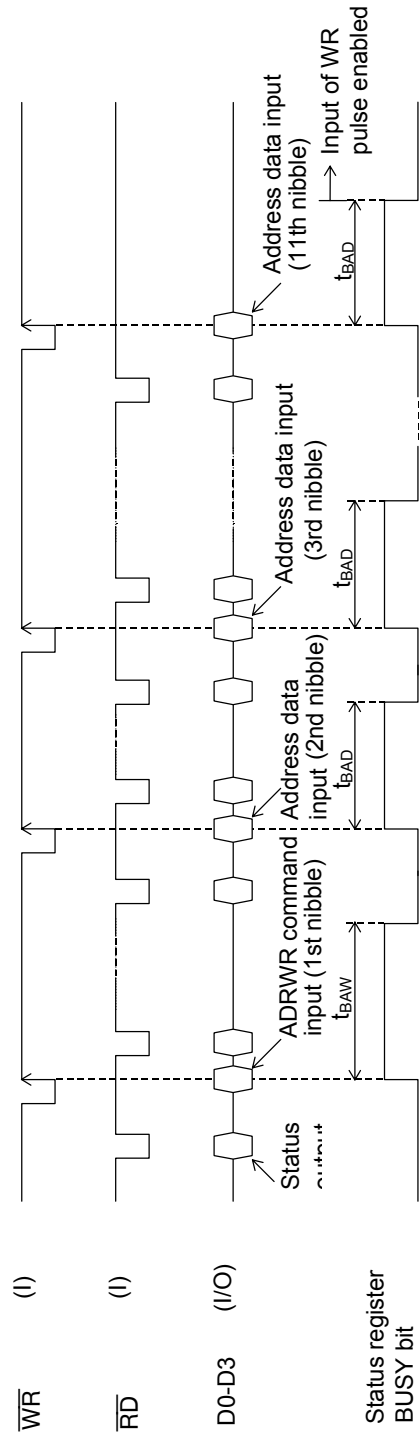 WR (I)
RD (I)
D0-D3 (I/O)
Status
ADRWR command
input (1st nibble)
Address data
input (2nd nibble)
Address data input
(3rd nibble)
Address data input
(11th nibble)
tBAW
tBAD
tBAD
tBAD
Input of WR
pulse enabled
Status register
BUSY bit